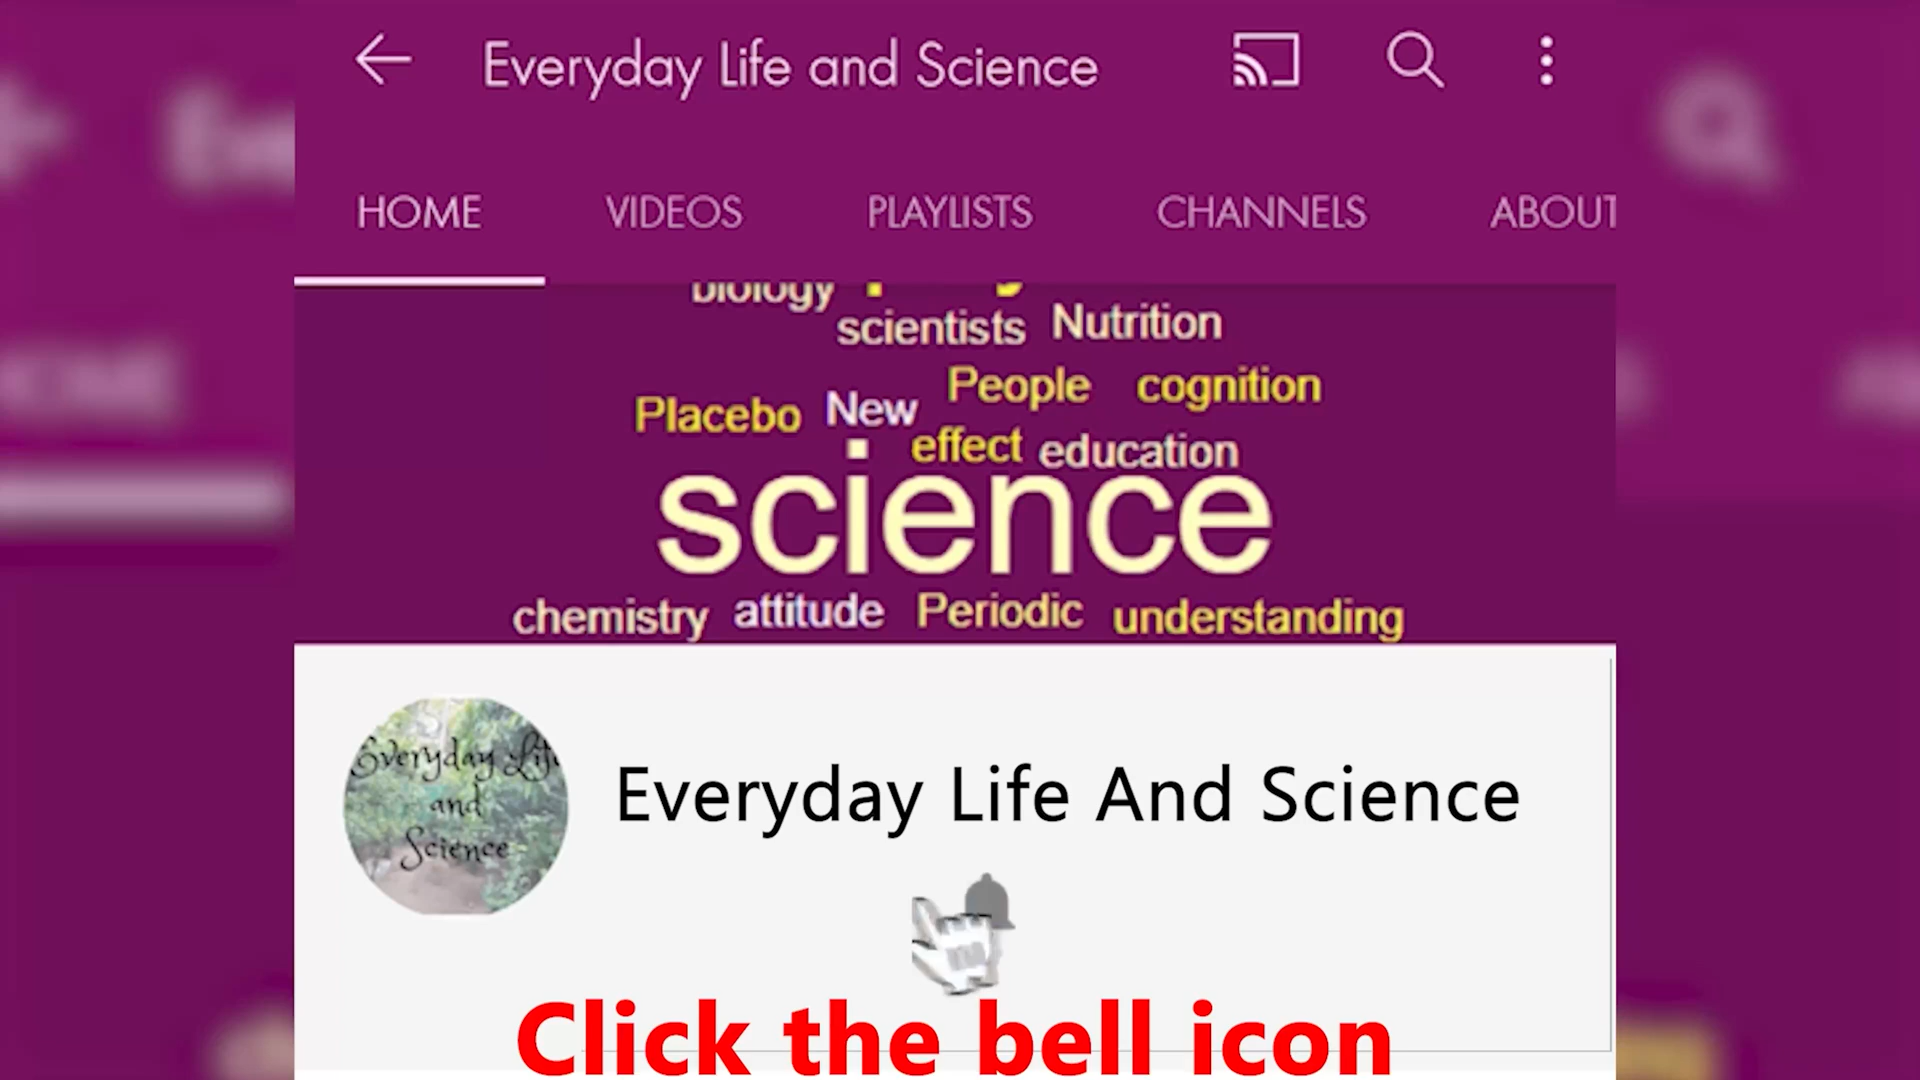 Everyday Life and Science
HOME VIDEOS PLAYLISTS CHANNELS ABOUT
biology
scientists Nutrition
People cognition
Placebo New
effect education
science
chemistry attitude Periodic understanding
Everyday Life
and
Science
Everyday Life And Science
Click the bell icon